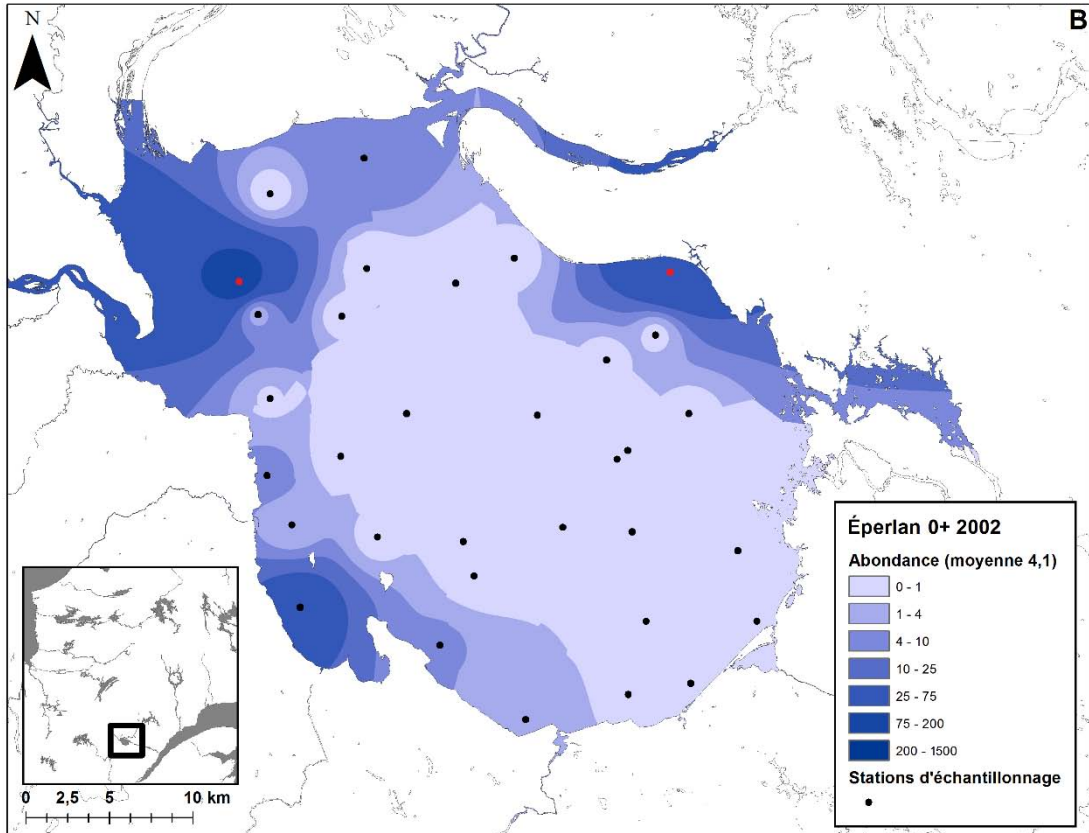 N
B
Éperlan 0+ 2002
Abondance (moyenne 4,1)
0 - 1
1 - 4
4 - 10
10 - 25
25 - 75
75 - 200
200 - 1500
Stations d'échantillonnage
0 2,5 5 10 km